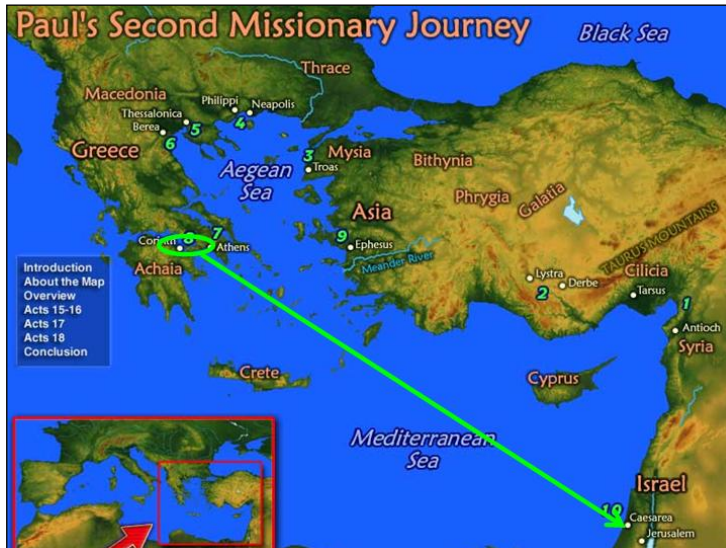 Paul's Second Missionary Journey
Black Sea
Thrace
Macedonia
Philippi
Neapolis
Thessalonica
4
5
Berea
6
Greece
3
Mysia
Troas
Bithynia
Aegean
Sea
Phrygia
Galatia
Asia
TAURUS MOUNTAINS
7
8
9
Corinth
Athens
Ephesus
Meander River
Achaia
Lystra
2
Derbe
Cilicia
Tarsus
1
Antioch
Syria
Introduction
About the Map
Overview
Acts 15-16
Acts 17
Acts 18
Conclusion
Crete
Cyprus
Mediterranean
Sea
Israel
10
Caesarea
Jerusalem